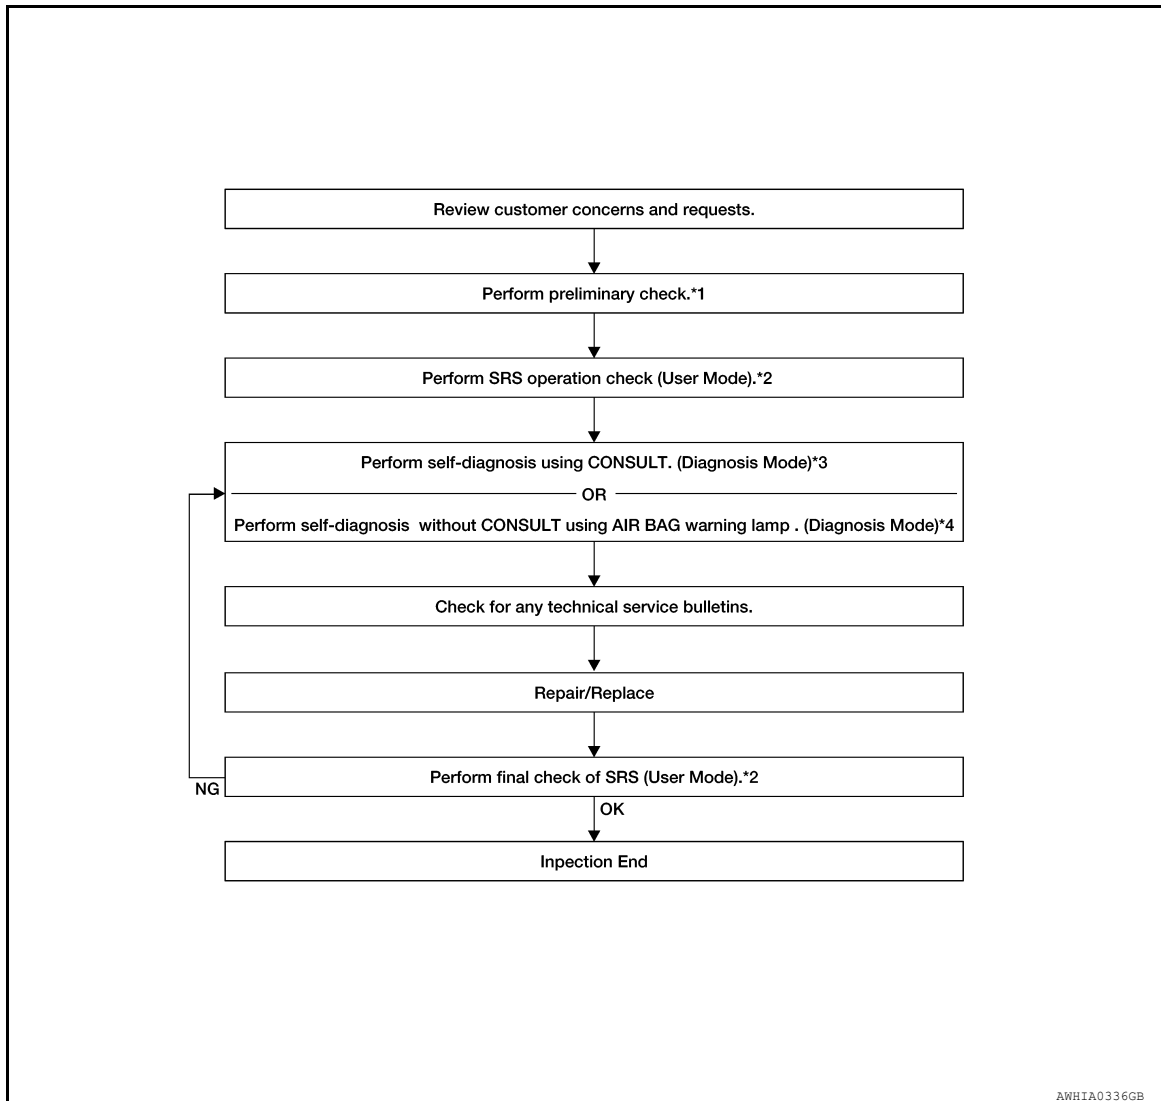 Review customer concerns and requests.
Perform preliminary check.*1
Perform SRS operation check (User Mode).*2
Perform self-diagnosis using CONSULT. (Diagnosis Mode)*3
OR
Perform self-diagnosis  without CONSULT using AIR BAG warning lamp . (Diagnosis Mode)*4
Check for any technical service bulletins.
Repair/Replace
Perform final check of SRS (User Mode).*2
NG
OK
Inpection End
AWHIA0336GB